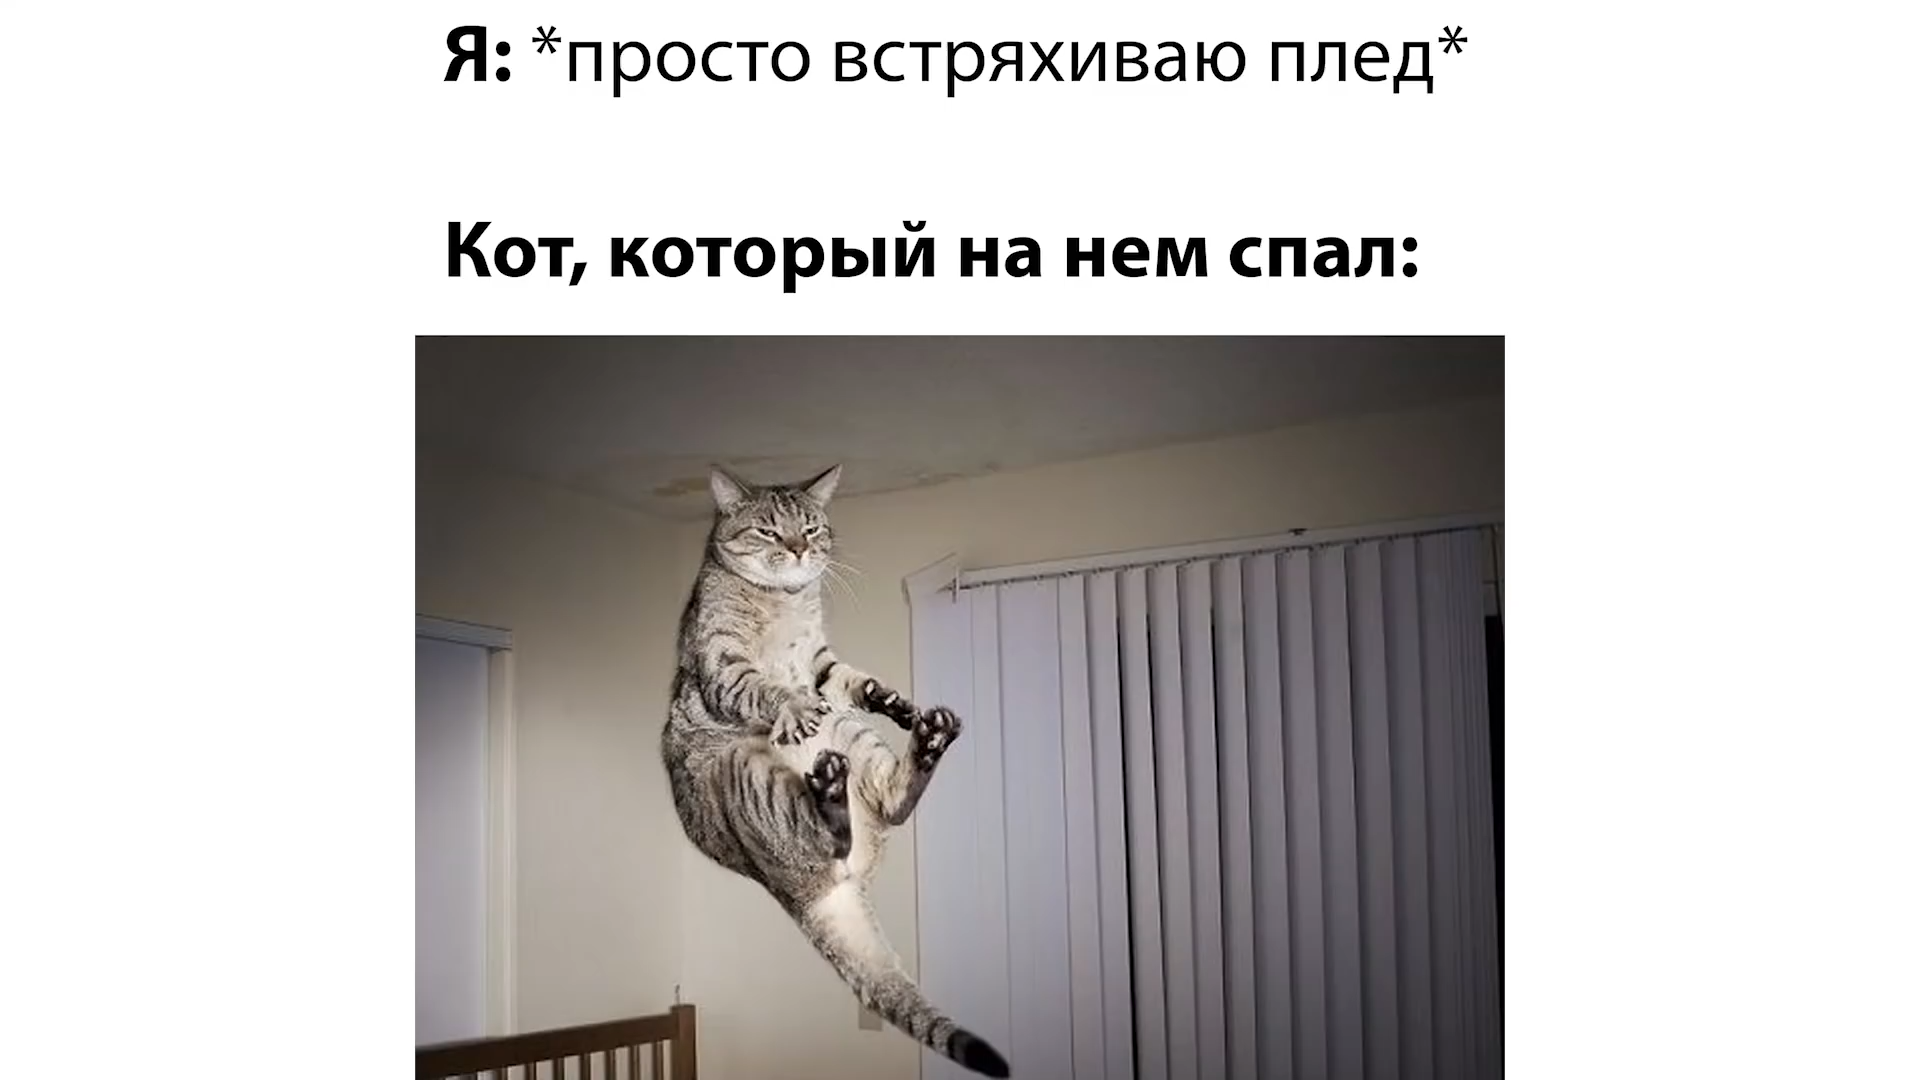 Я: *просто встряхиваю плед*
Кот, который на нем спал: